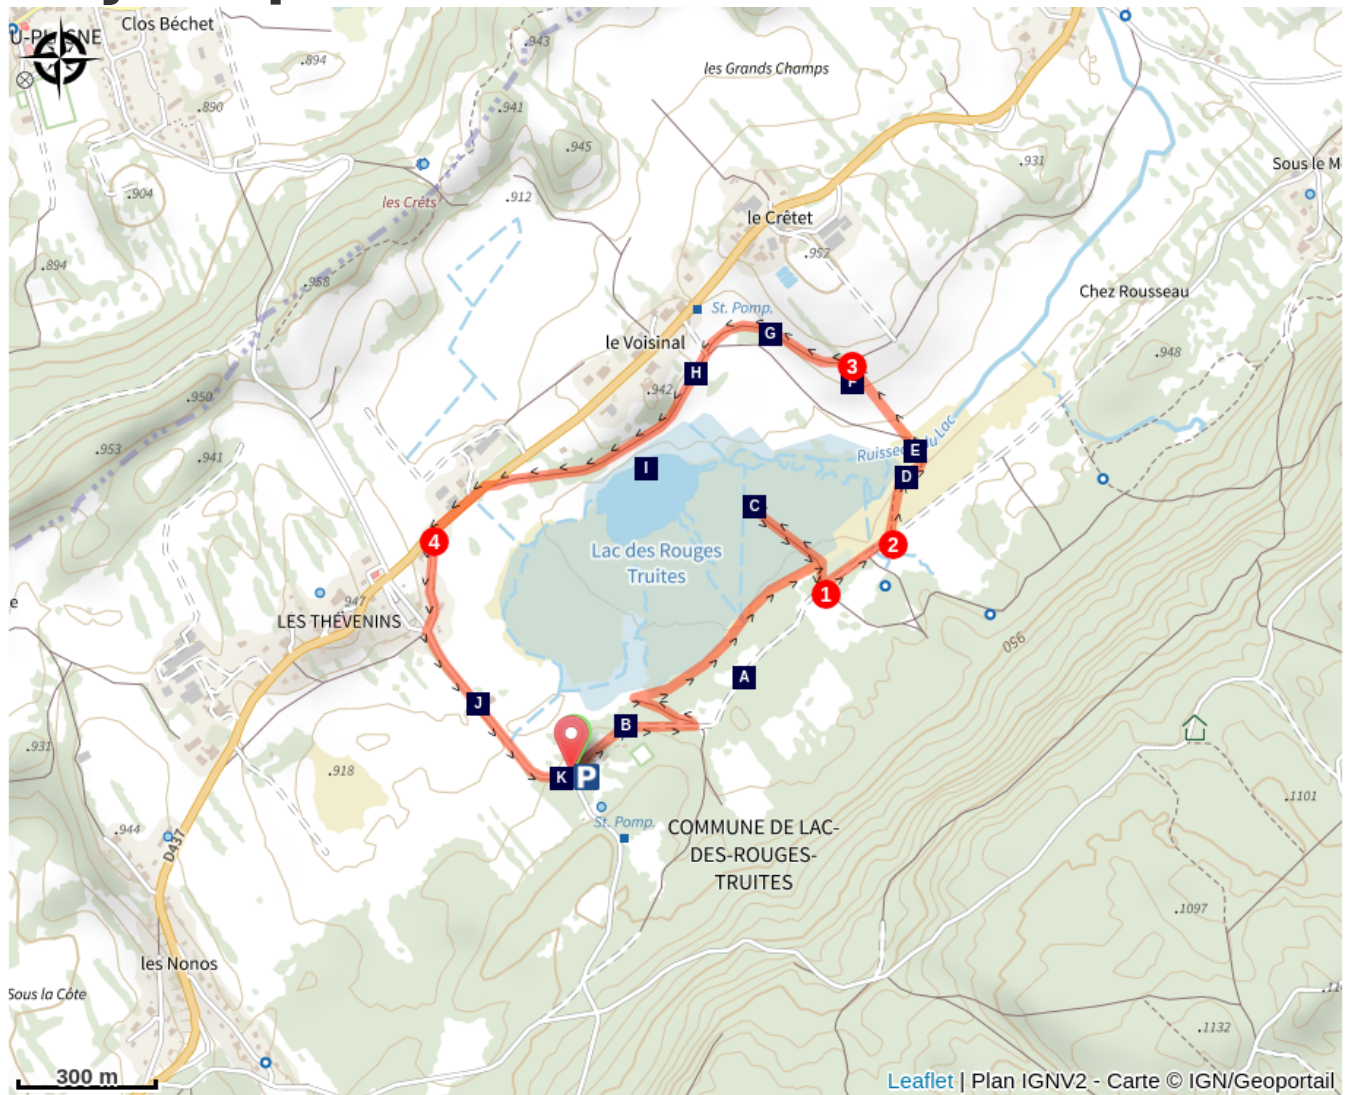 Clos Béchet
.943
.894
les Grands Champs
.890
.941
.945
.931
Sous le M
.904
.912
les Crêts
le Crêtet
.952
.894
.958
Chez Rousseau
St. Pomp.
G
le Voisinal
.948
3
H
F
.942
.950
.953
.941
Ruisse
du Lac
E
D
I
C
4
2
Lac des Rouges
Truites
1
947
LES THÉVENINS
950
A
J
B
.931
.918
K
P
.1101
St. Pomp.
.944
D437
COMMUNE DE LAC-
DES-ROUGES-
TRUITES
.1097
les Nonos
Sous la Côte
.1132
300 m
Leaflet | Plan IGNV2 - Carte © IGN/Geoportail